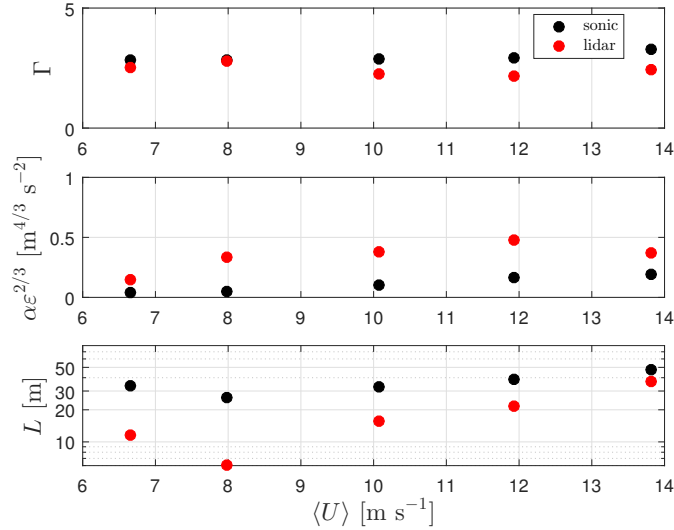 5
sonic
lidar
Γ
0
6 7 8 9 10 11 12 13 14
1
αε^{2/3} [m^{4/3} s^{−2}]
0.5
0
6 7 8 9 10 11 12 13 14
50
30
L [m]
20
10
6 7 8 9 10 11 12 13 14
⟨U⟩ [m s^{−1}]